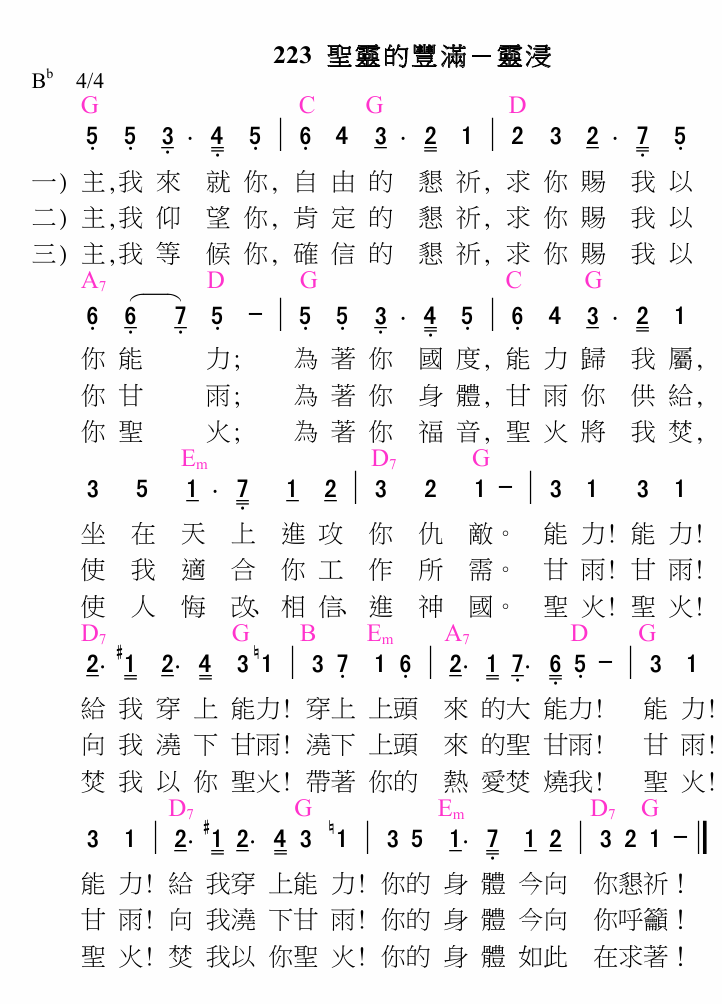 223 聖靈的豐滿－靈浸
B♭ 4/4
G C G D
5 5 3 · 4 5 | 6 4 3 · 2 1 | 2 3 2 · 7 5
一) 主,我 來 就 你, 自 由 的 懇 祈, 求 你 賜 我 以
二) 主,我 仰 望 你, 肯 定 的 懇 祈, 求 你 賜 我 以
三) 主,我 等 候 你, 確 信 的 懇 祈, 求 你 賜 我 以
A7 D G C G
6 6 7 5 － | 5 5 3 · 4 5 | 6 4 3 · 2 1
你 能 力; 為 著 你 國 度, 能 力 歸 我 屬,
你 甘 雨; 為 著 你 身 體, 甘 雨 你 供 給,
你 聖 火; 為 著 你 福 音, 聖 火 將 我 焚,
Em D7 G
3 5 1 · 7 1 2 | 3 2 1 － | 3 1 3 1
坐 在 天 上 進 攻 你 仇 敵。 能 力! 能 力!
使 我 適 合 你 工 作 所 需。 甘 雨! 甘 雨!
使 人 悔 改、 相 信、 進 神 國。 聖 火! 聖 火!
D7 G B Em A7 D G
2· #1 2· 4 3 ♮1 | 3 7 1 6 | 2· 1 7· 6 5 － | 3 1
給 我 穿 上 能力! 穿上 上頭 來 的大 能力! 能 力!
向 我 澆 下 甘雨! 澆下 上頭 來 的聖 甘雨! 甘 雨!
焚 我 以 你 聖火! 帶著 你的 熱 愛焚 燒我! 聖 火!
D7 G Em D7 G
3 1 | 2· #1 2· 4 3 ♮1 | 3 5 1· 7 1 2 | 3 2 1 － ‖
能 力! 給 我穿 上能 力! 你的 身 體 今向 你懇祈!
甘 雨! 向 我澆 下甘 雨! 你的 身 體 今向 你呼籲!
聖 火! 焚 我以 你聖 火! 你的 身 體 如此 在求著!